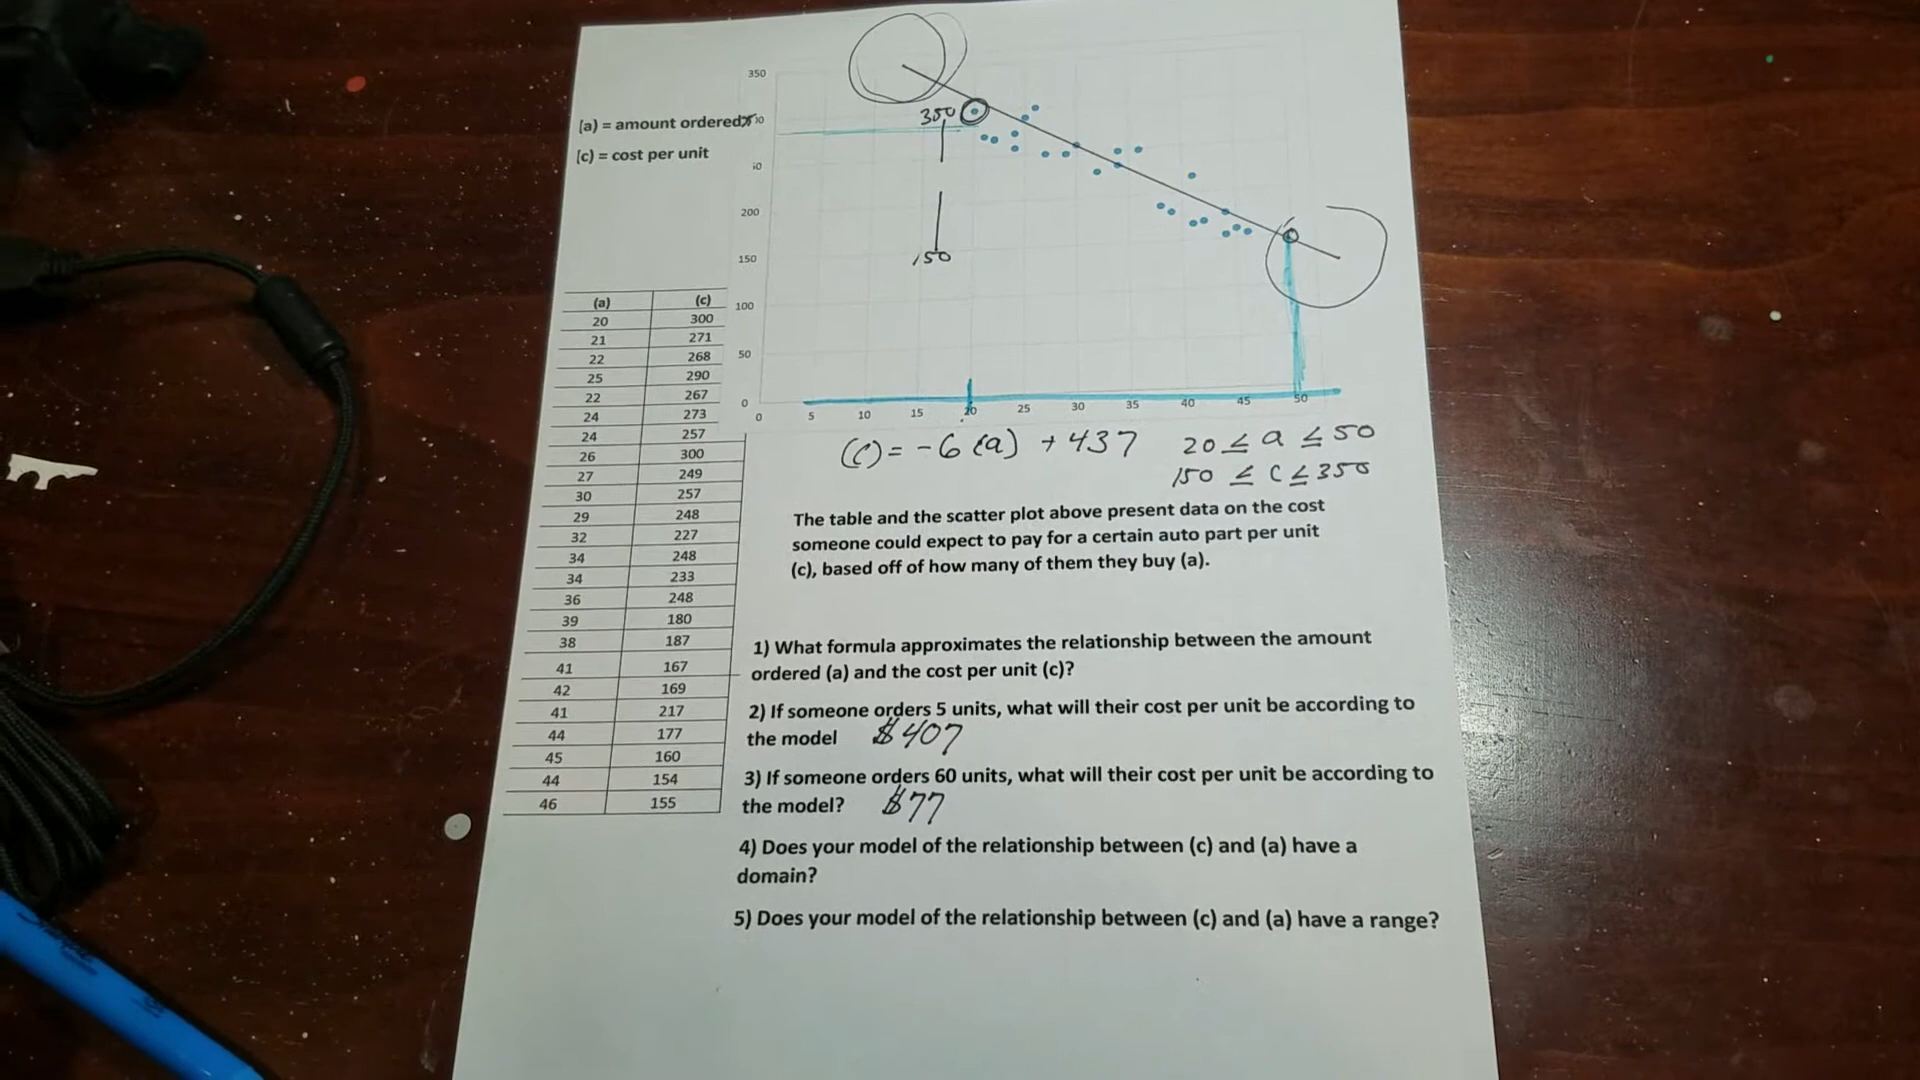 350
(a) = amount ordered
[c) = cost per unit
350
200
150
150
100
50
0
0 5 10 15 20 25 30 35 40 45 50
(a) (c)
20 300
21 271
22 268
25 290
22 267
24 273
24 257
26 300
27 249
30 257
29 248
32 227
34 248
34 233
36 248
39 180
38 187
41 167
42 169
41 217
44 177
45 160
44 154
46 155
(c) = -6 (a) + 437 20 ≤ a ≤ 50
150 ≤ c ≤ 350
The table and the scatter plot above present data on the cost
someone could expect to pay for a certain auto part per unit
(c), based off of how many of them they buy (a).
1) What formula approximates the relationship between the amount
ordered (a) and the cost per unit (c)?
2) If someone orders 5 units, what will their cost per unit be according to
the model $407
3) If someone orders 60 units, what will their cost per unit be according to
the model? $77
4) Does your model of the relationship between (c) and (a) have a
domain?
5) Does your model of the relationship between (c) and (a) have a range?